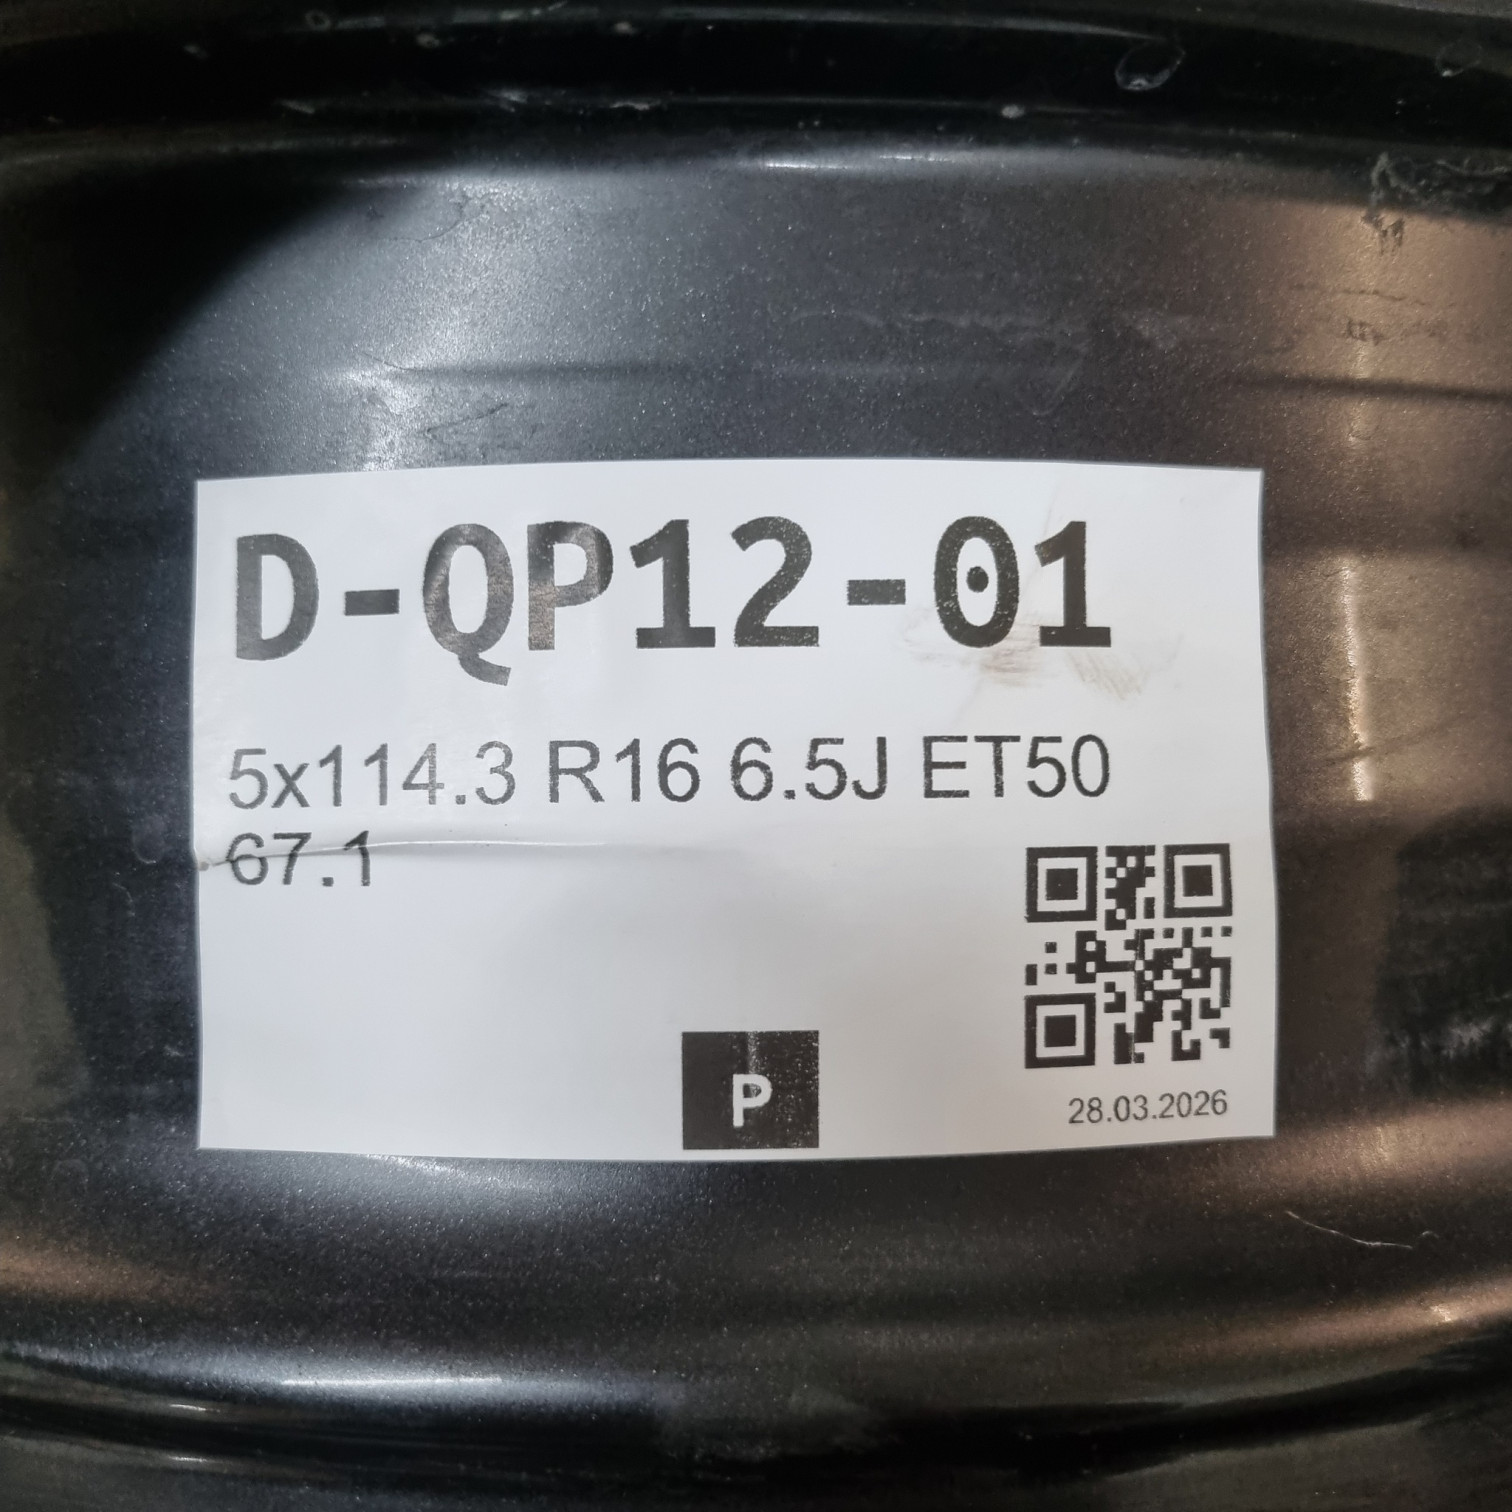 D-QP12-01
5x114.3 R16 6.5J ET50
67.1
P
28.03.2026